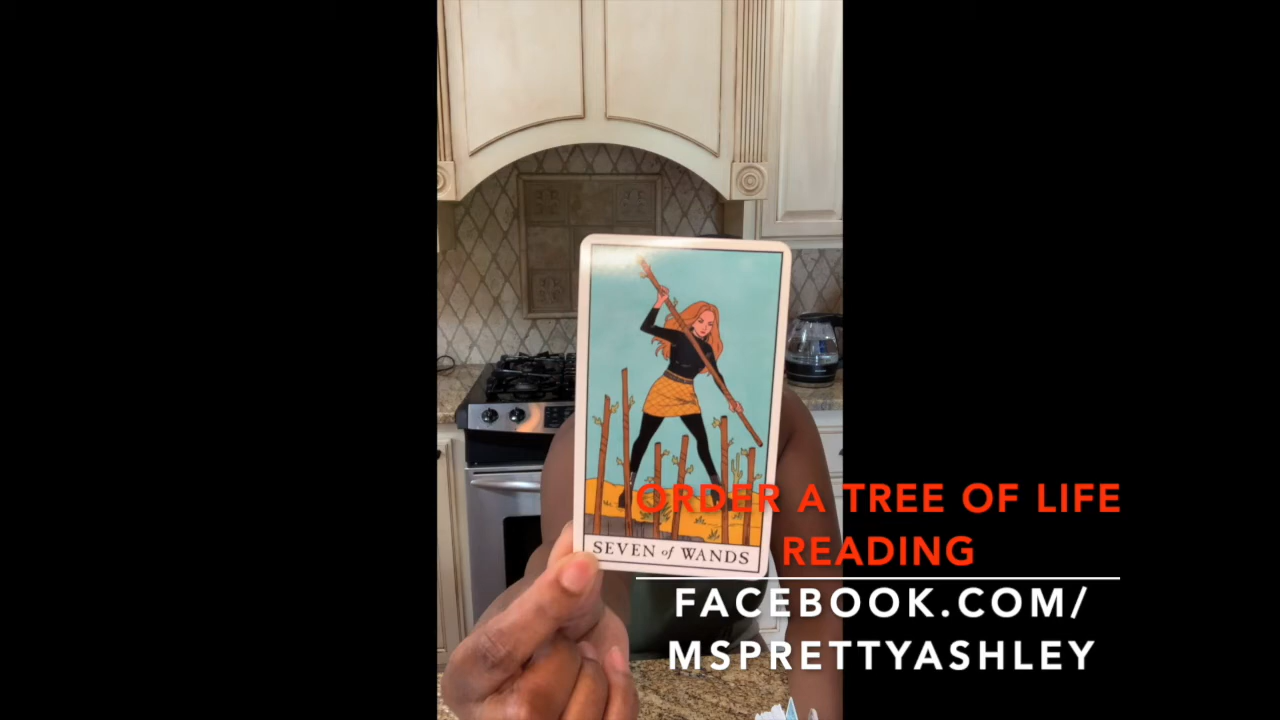 SEVEN of WANDS
ORDER A TREE OF LIFE
READING
FACEBOOK.COM/
MSPRETTYASHLEY